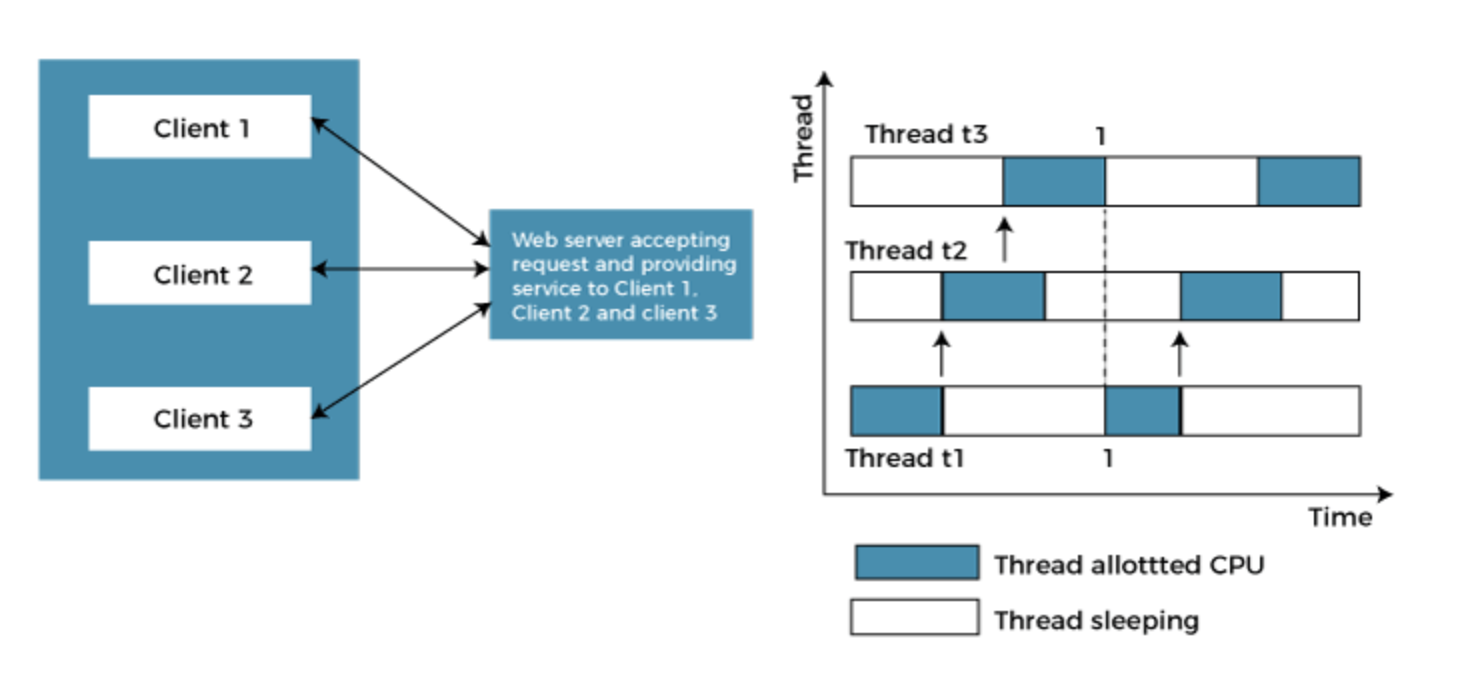 Client 1
Client 2
Client 3
Web server accepting
request and providing
service to Client 1,
Client 2 and client 3
Thread
Thread t3
1
Thread t2
Thread t1
1
Time
Thread allottted CPU
Thread sleeping